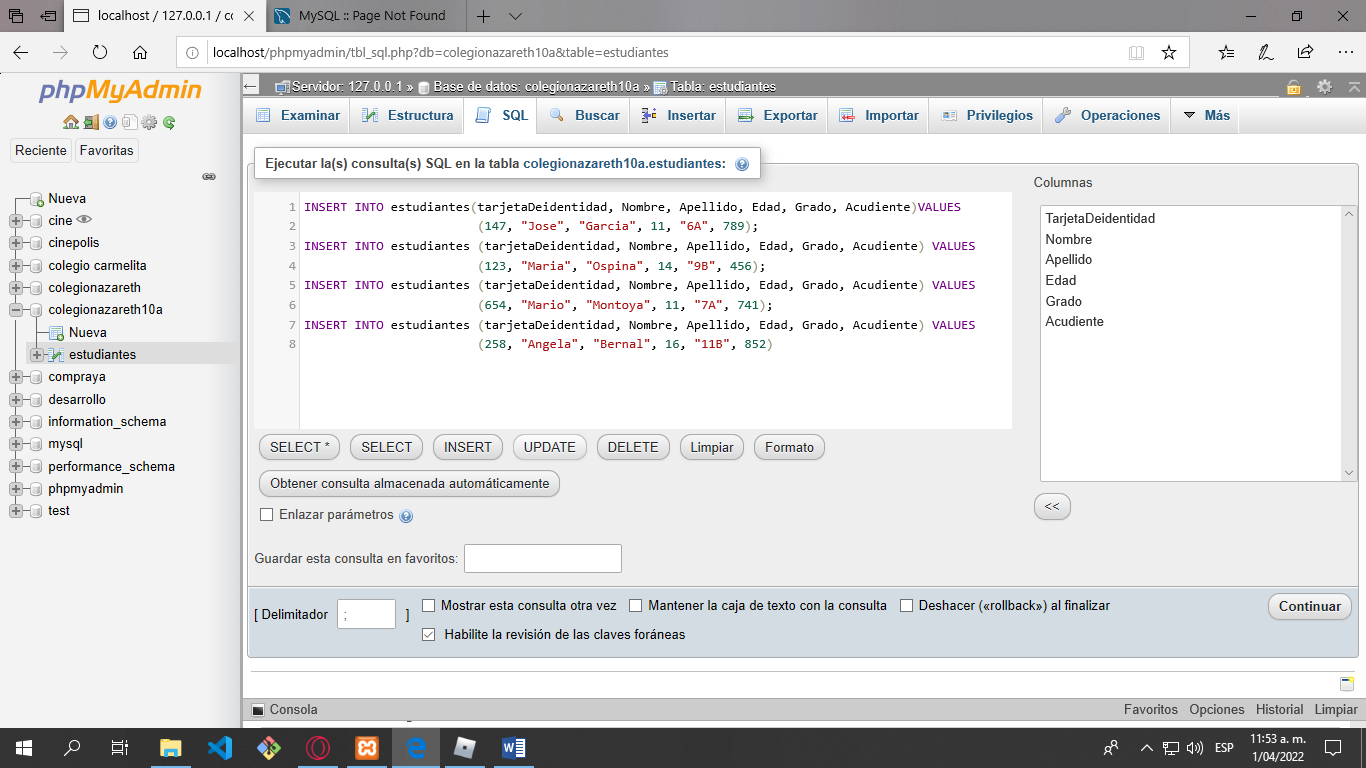 localhost / 127.0.0.1 / cc
MySQL :: Page Not Found
localhost/phpmyadmin/tbl_sql.php?db=colegionazareth10a&table=estudiantes
phpMyAdmin
Reciente
Favoritas
Nueva
cine
cinepolis
colegio carmelita
colegionazareth
colegionazareth10a
Nueva
estudiantes
compraya
desarrollo
information_schema
mysql
performance_schema
phpmyadmin
test
Servidor: 127.0.0.1 » Base de datos: colegionazareth10a » Tabla: estudiantes
Examinar Estructura SQL Buscar Insertar Exportar Importar Privilegios Operaciones Más
Ejecutar la(s) consulta(s) SQL en la tabla colegionazareth10a.estudiantes:
1 INSERT INTO estudiantes(tarjetaDeidentidad, Nombre, Apellido, Edad, Grado, Acudiente)VALUES
2 (147, "Jose", "Garcia", 11, "6A", 789);
3 INSERT INTO estudiantes (tarjetaDeidentidad, Nombre, Apellido, Edad, Grado, Acudiente) VALUES
4 (123, "Maria", "Ospina", 14, "9B", 456);
5 INSERT INTO estudiantes (tarjetaDeidentidad, Nombre, Apellido, Edad, Grado, Acudiente) VALUES
6 (654, "Mario", "Montoya", 11, "7A", 741);
7 INSERT INTO estudiantes (tarjetaDeidentidad, Nombre, Apellido, Edad, Grado, Acudiente) VALUES
8 (258, "Angela", "Bernal", 16, "11B", 852)
Columnas
TarjetaDeidentidad
Nombre
Apellido
Edad
Grado
Acudiente
<<
SELECT * SELECT INSERT UPDATE DELETE Limpiar Formato
Obtener consulta almacenada automáticamente
Enlazar parámetros
Guardar esta consulta en favoritos:
[ Delimitador ; ]
Mostrar esta consulta otra vez Mantener la caja de texto con la consulta Deshacer («rollback») al finalizar
Habilite la revisión de las claves foráneas
Continuar
Consola
Favoritos Opciones Historial Limpiar
ESP
11:53 a. m.
1/04/2022